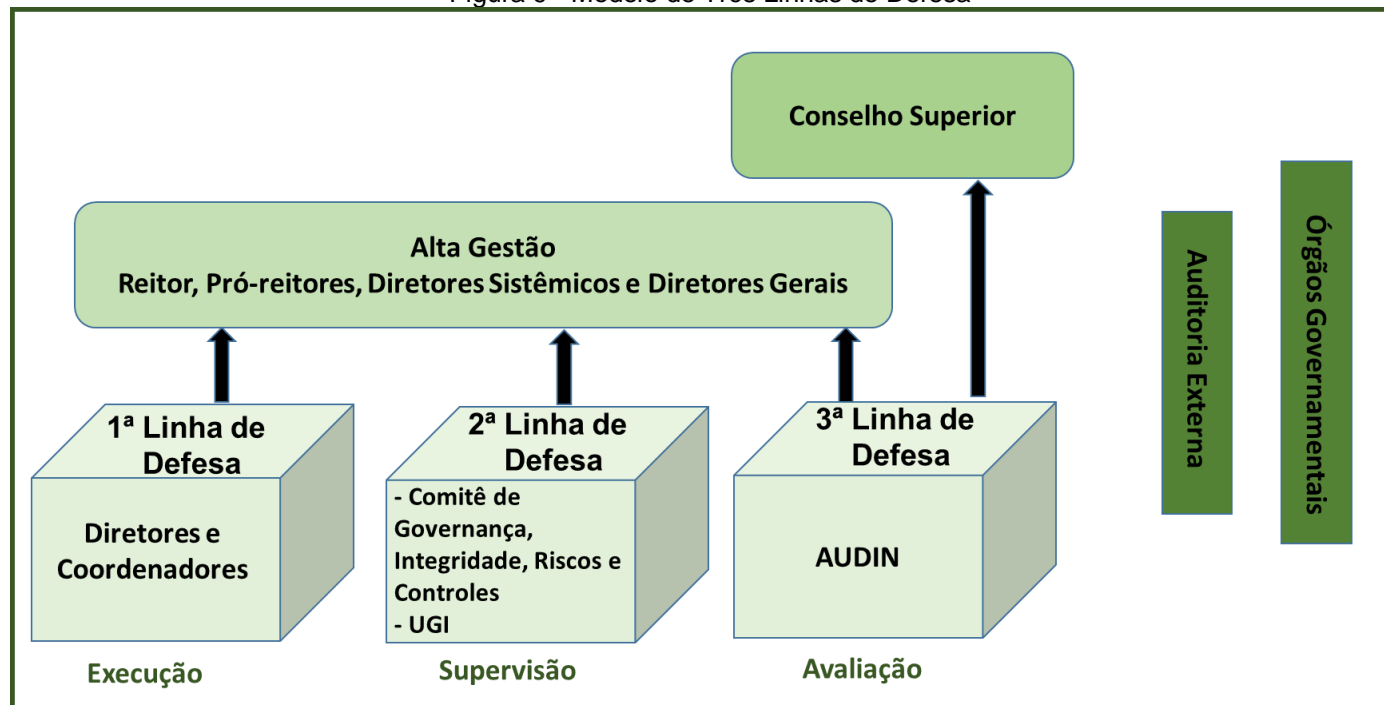 Conselho Superior
Alta Gestão
Reitor, Pró-reitores, Diretores Sistêmicos e Diretores Gerais
1ª Linha de
Defesa
Diretores e
Coordenadores
Execução
2ª Linha de
Defesa
- Comitê de
Governança,
Integridade, Riscos e
Controles
- UGI
Supervisão
3ª Linha de
Defesa
AUDIN
Avaliação
Auditoria Externa
Órgãos Governamentais